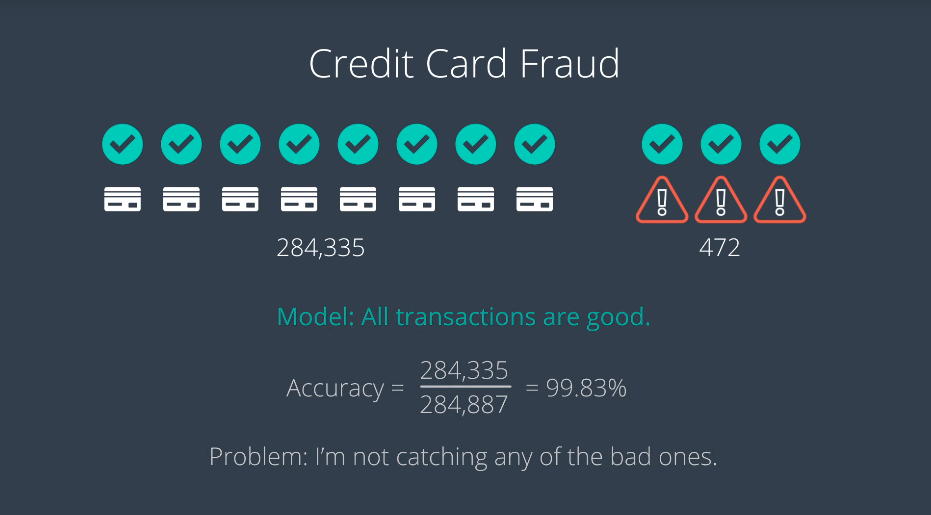 Credit Card Fraud
284,335
472
Model: All transactions are good.
Accuracy = 284,335 / 284,887 = 99.83%
Problem: I'm not catching any of the bad ones.